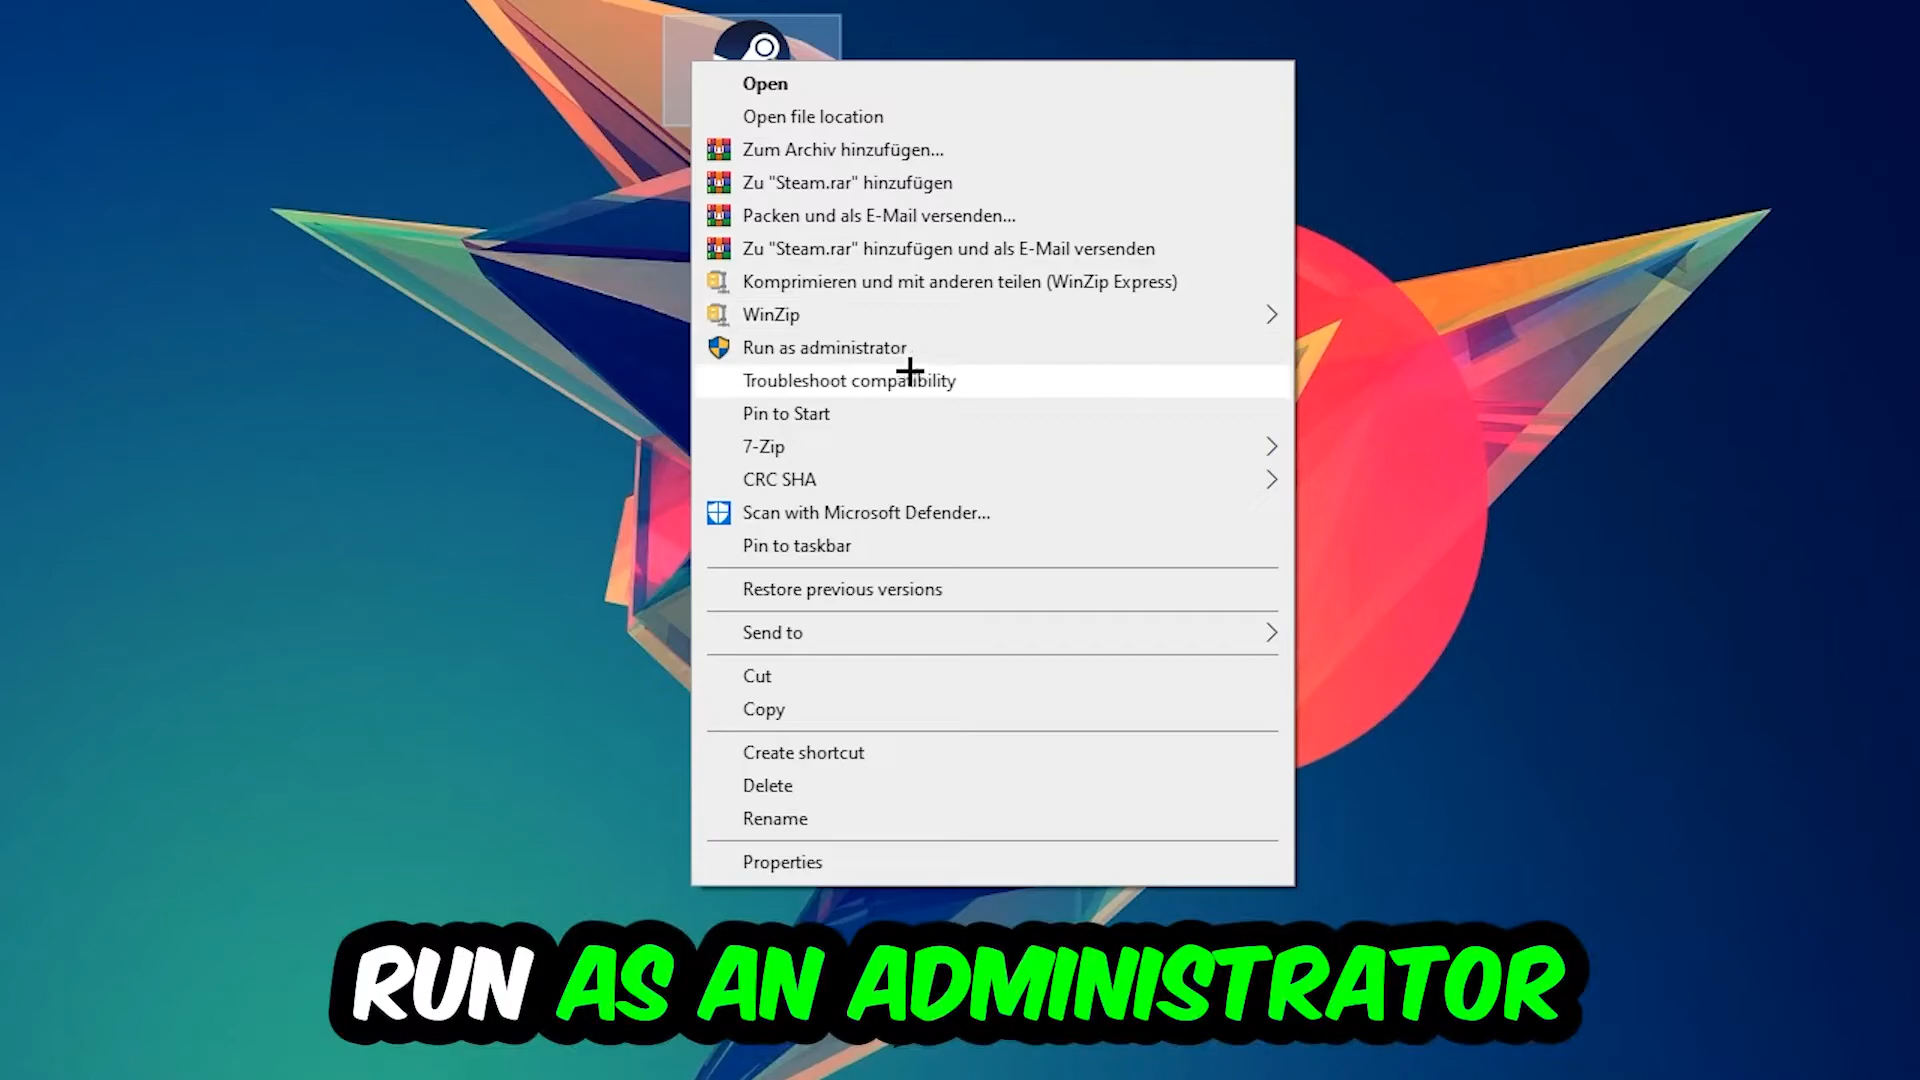 Open
Open file location
Zum Archiv hinzufügen...
Zu "Steam.rar" hinzufügen
Packen und als E-Mail versenden...
Zu "Steam.rar" hinzufügen und als E-Mail versenden
Komprimieren und mit anderen teilen (WinZip Express)
WinZip
Run as administrator
Troubleshoot compatibility
Pin to Start
7-Zip
CRC SHA
Scan with Microsoft Defender...
Pin to taskbar
Restore previous versions
Send to
Cut
Copy
Create shortcut
Delete
Rename
Properties
RUN AS AN ADMINISTRATOR